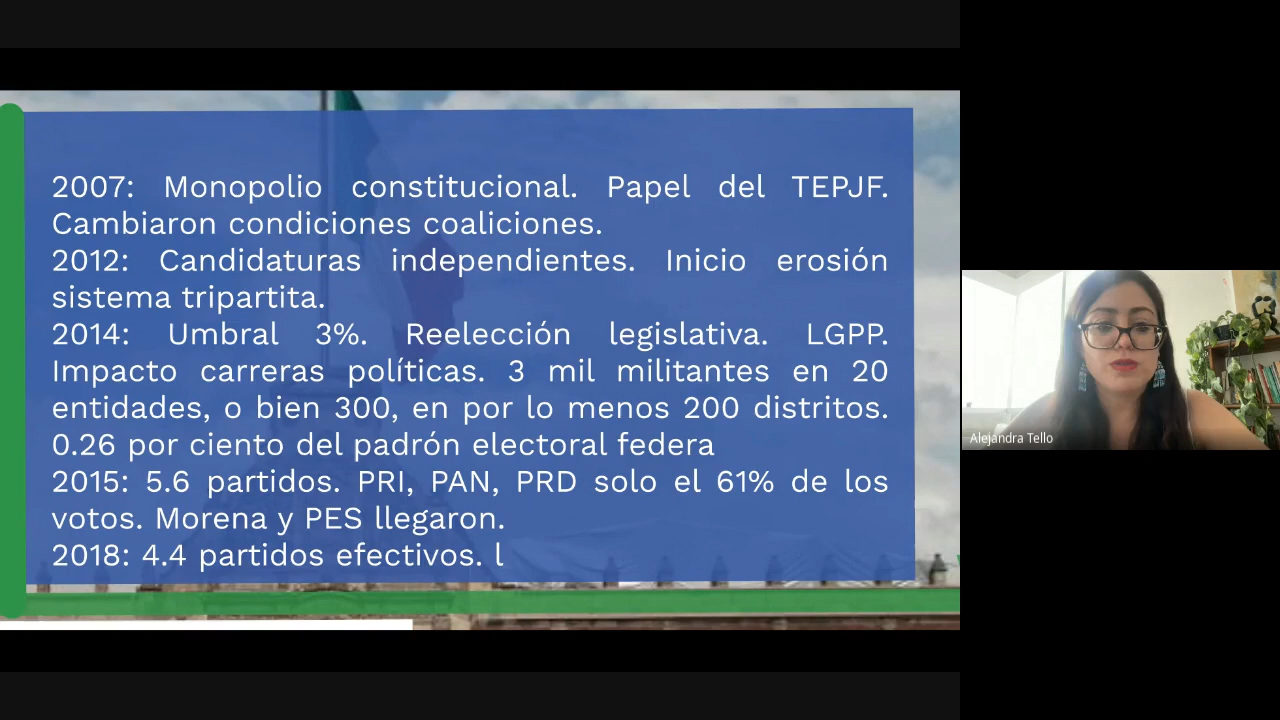 2007: Monopolio constitucional. Papel del TEPJF.
Cambiaron condiciones coaliciones.
2012: Candidaturas independientes. Inicio erosión
sistema tripartita.
2014: Umbral 3%. Reelección legislativa. LGPP.
Impacto carreras políticas. 3 mil militantes en 20
entidades, o bien 300, en por lo menos 200 distritos.
0.26 por ciento del padrón electoral federa
2015: 5.6 partidos. PRI, PAN, PRD solo el 61% de los
votos. Morena y PES llegaron.
2018: 4.4 partidos efectivos. l
Alejandra Tello